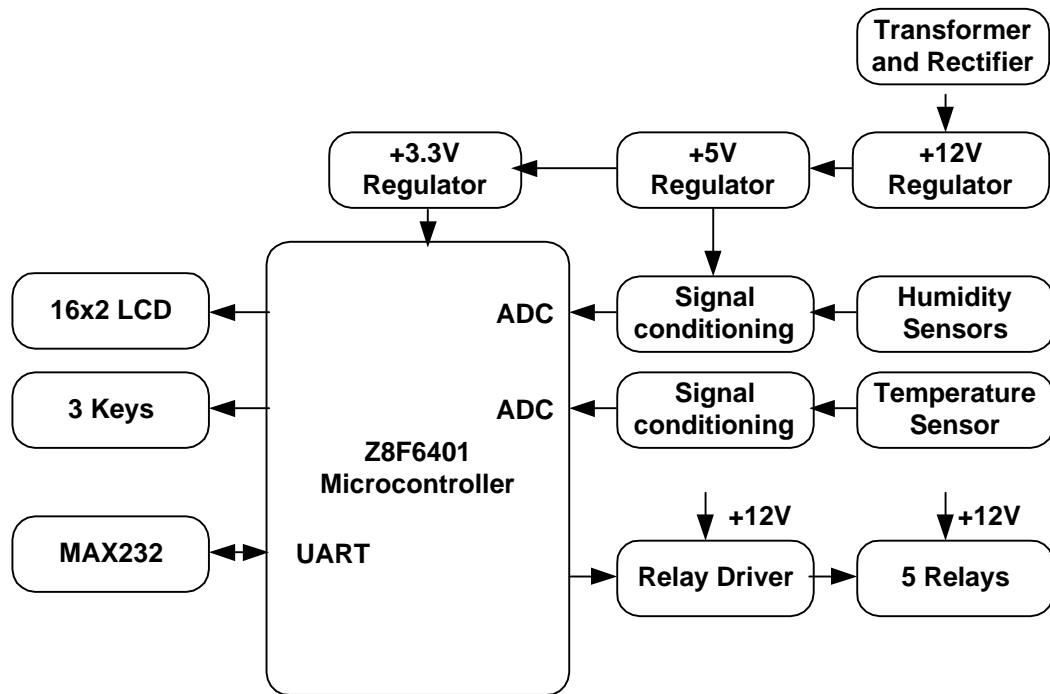 Transformer
and Rectifier
+3.3V
Regulator
+5V
Regulator
+12V
Regulator
16x2 LCD
ADC
Signal
conditioning
Humidity
Sensors
3 Keys
ADC
Signal
conditioning
Temperature
Sensor
Z8F6401
Microcontroller
+12V
+12V
MAX232
UART
Relay Driver
5 Relays